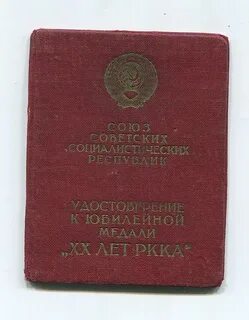 СОЮЗ
СОВЕТСКИХ
СОЦИАЛИСТИЧЕСКИХ
РЕСПУБЛИК
УДОСТОВЕРЕНИЕ
К ЮБИЛЕЙНОЙ
МЕДАЛИ
„XX ЛЕТ РККА“